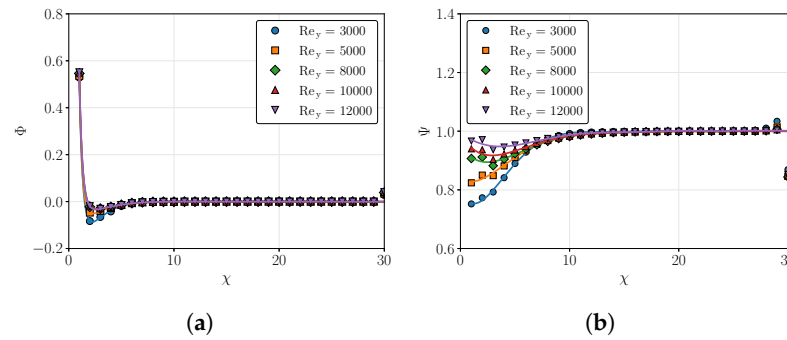 0.8
0.6
0.4
0.2
0.0
−0.2
Φ
0
10
20
30
χ
Re_y = 3000
Re_y = 5000
Re_y = 8000
Re_y = 10000
Re_y = 12000
(a)
1.4
1.2
1.0
0.8
0.6
Ψ
0
10
20
30
χ
Re_y = 3000
Re_y = 5000
Re_y = 8000
Re_y = 10000
Re_y = 12000
(b)